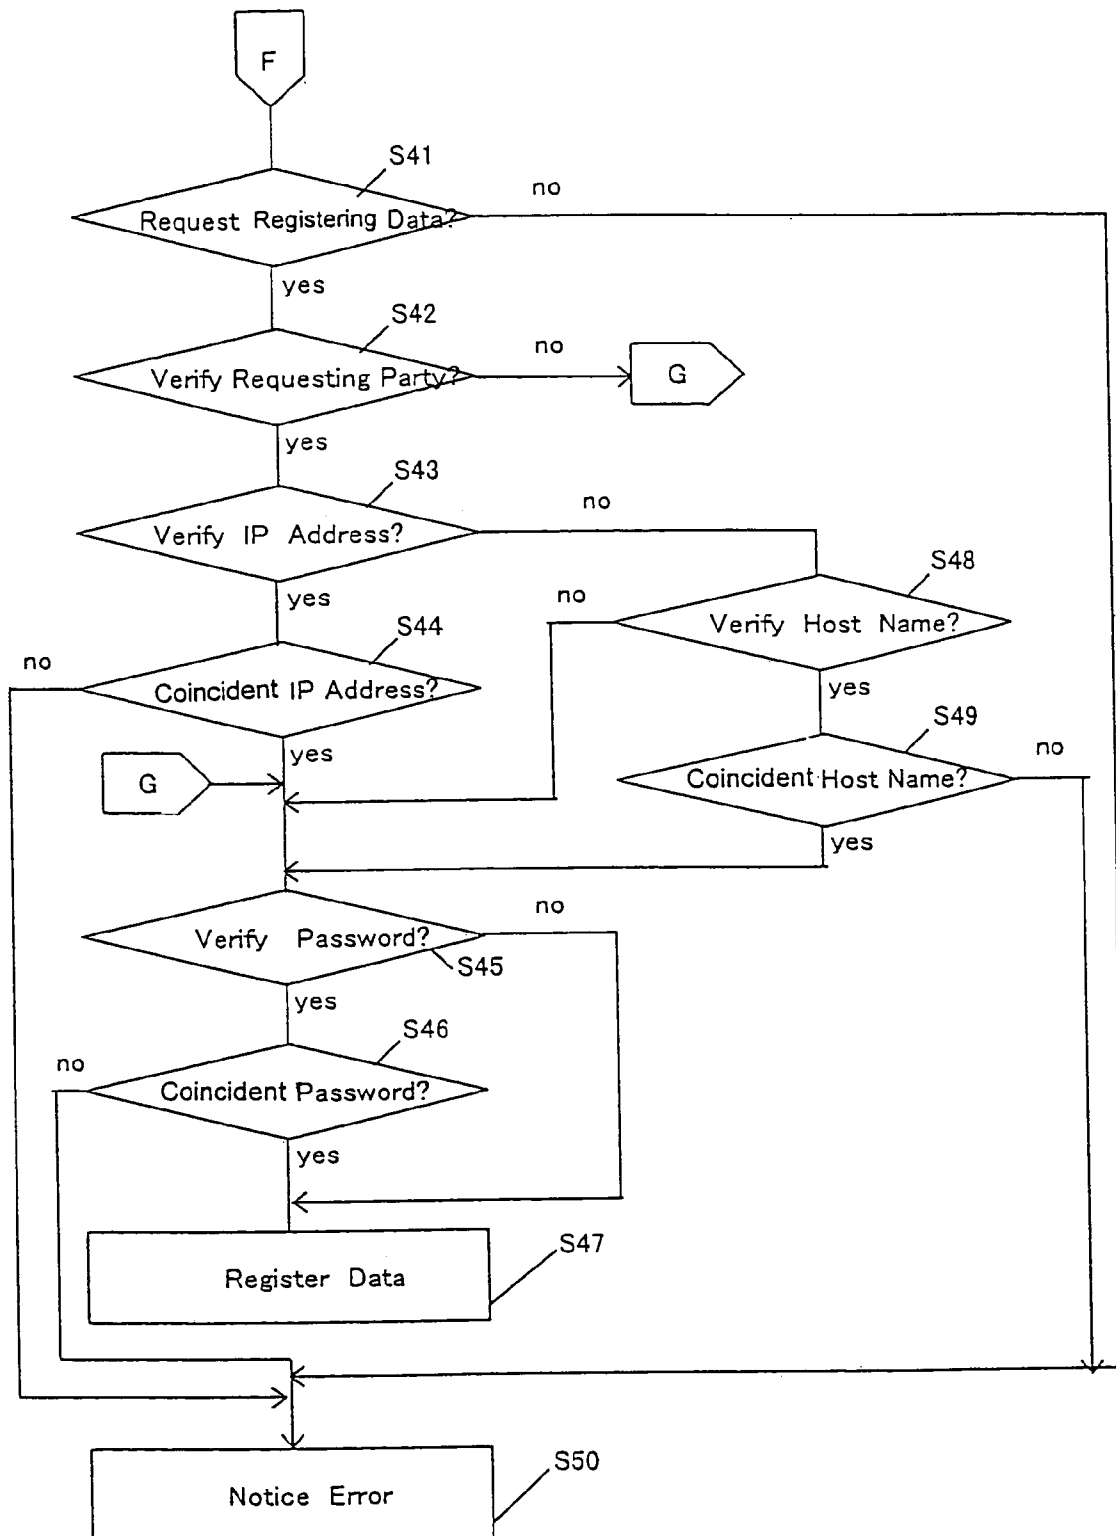 F
S41
no
Request Registering Data?
yes
S42
no
Verify Requesting Party?
G
yes
S43
no
Verify IP Address?
S48
yes
no
S44
Verify Host Name?
no
Coincident IP Address?
yes
S49
yes
no
G
Coincident Host Name?
yes
no
Verify Password?
S45
yes
S46
no
Coincident Password?
yes
S47
Register Data
S50
Notice Error